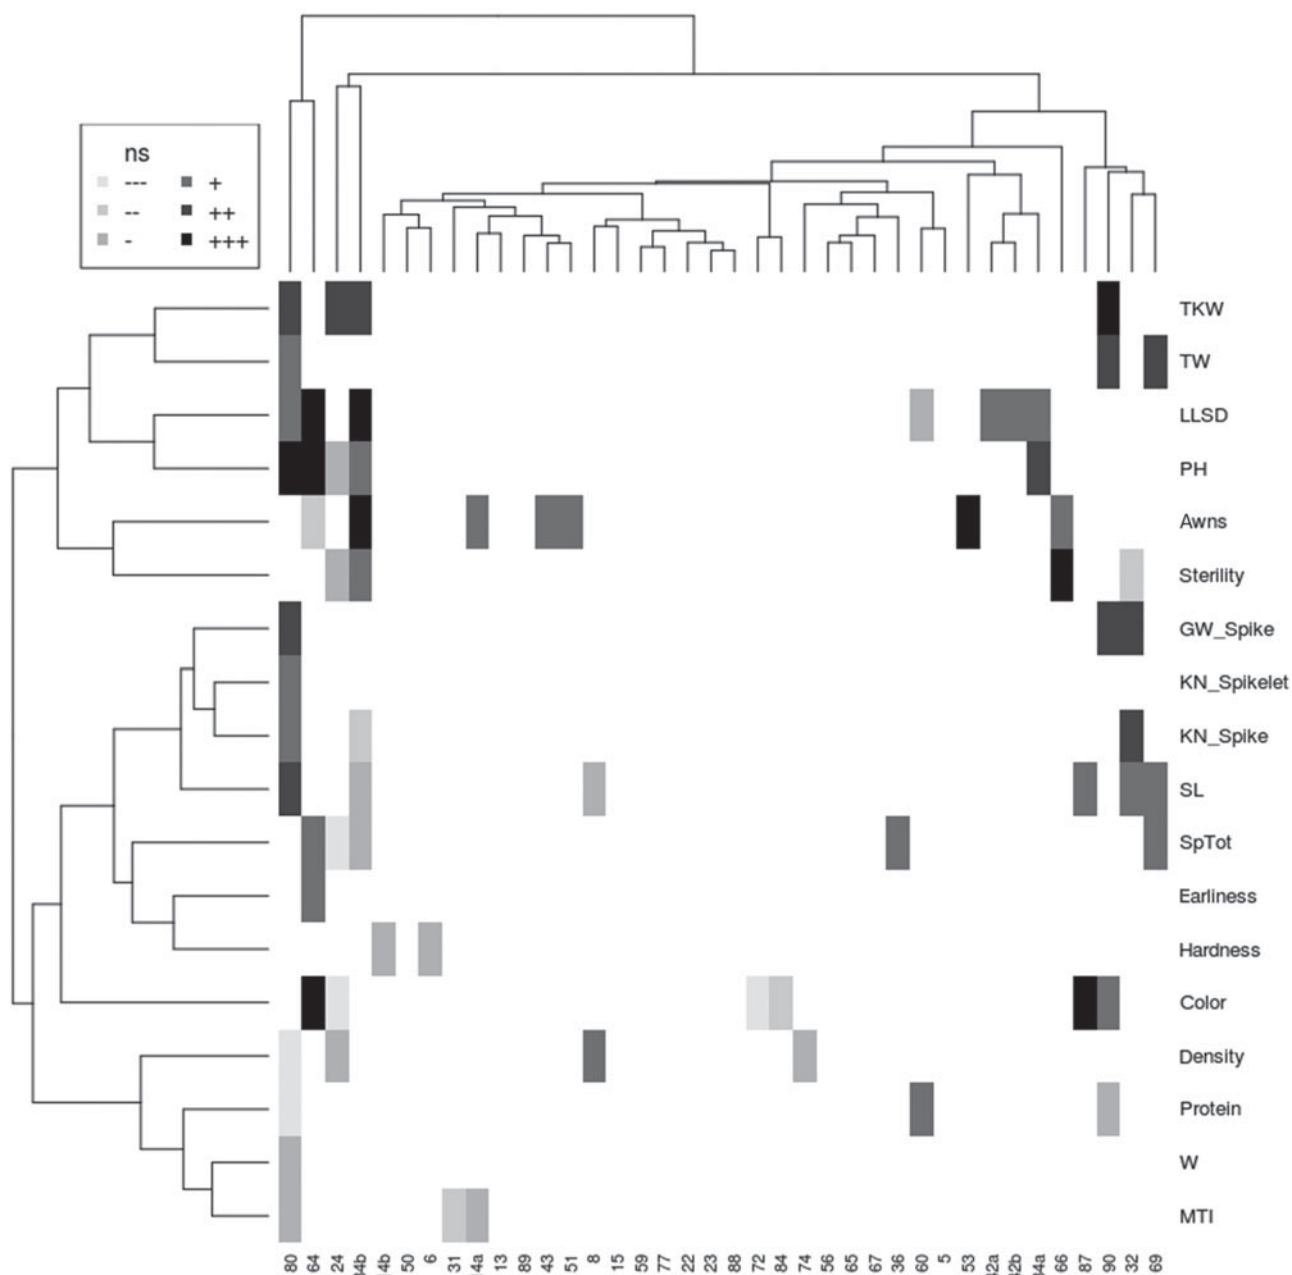 ns
--- +
-- ++
- +++
TKW
TW
LLSD
PH
Awns
Sterility
GW_Spike
KN_Spikelet
KN_Spike
SL
SpTot
Earliness
Hardness
Color
Density
Protein
W
MTI
80 64 24 50 6 31 13 89 43 51 8 15 59 77 22 23 88 72 84 74 56 65 67 36 60 5 53 66 87 90 32 69